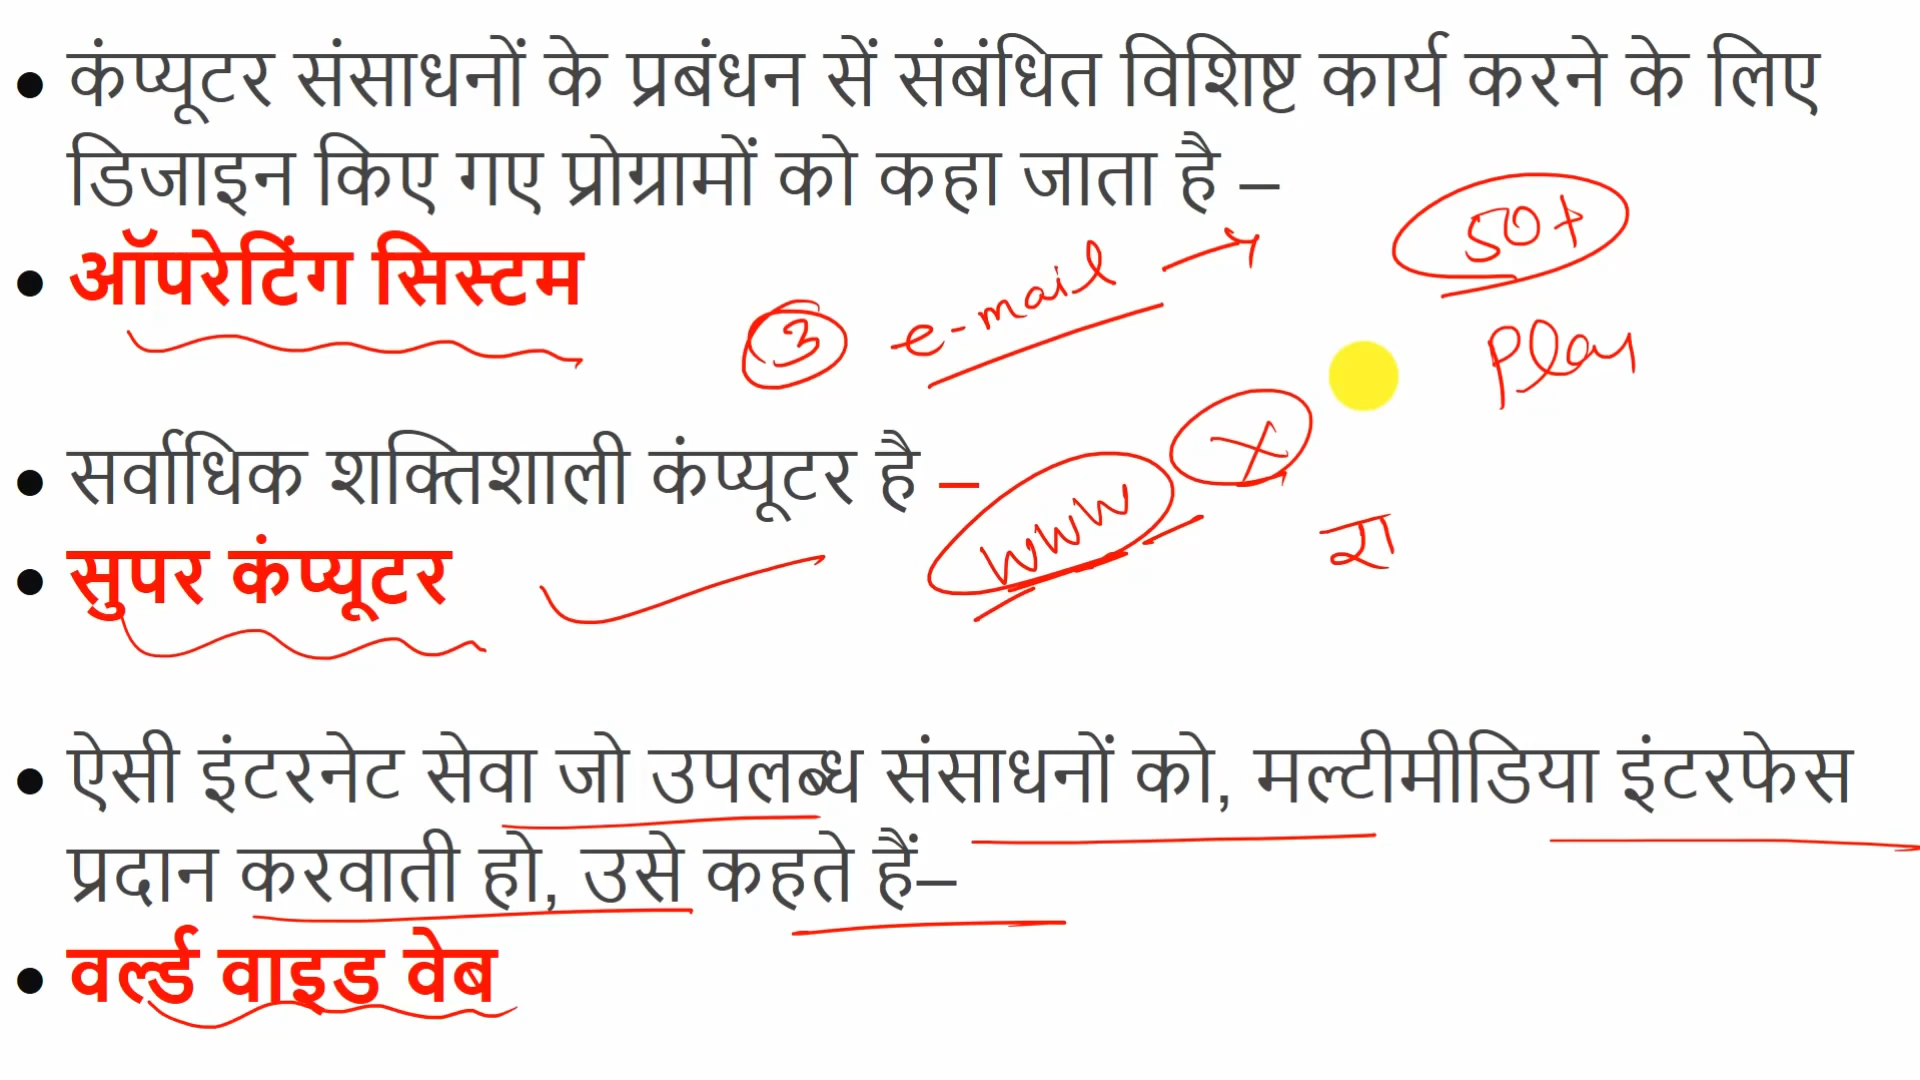 • कंप्यूटर संसाधनों के प्रबंधन सें संबंधित विशिष्ट कार्य करने के लिए
डिजाइन किए गए प्रोग्रामों को कहा जाता है –
• ऑपरेटिंग सिस्टम
50+
③ e-mail →
Play
• सर्वाधिक शक्तिशाली कंप्यूटर है –
X
www
रा
• सुपर कंप्यूटर
• ऐसी इंटरनेट सेवा जो उपलब्ध संसाधनों को, मल्टीमीडिया इंटरफेस
प्रदान करवाती हो, उसे कहते हैं–
• वर्ल्ड वाइड वेब